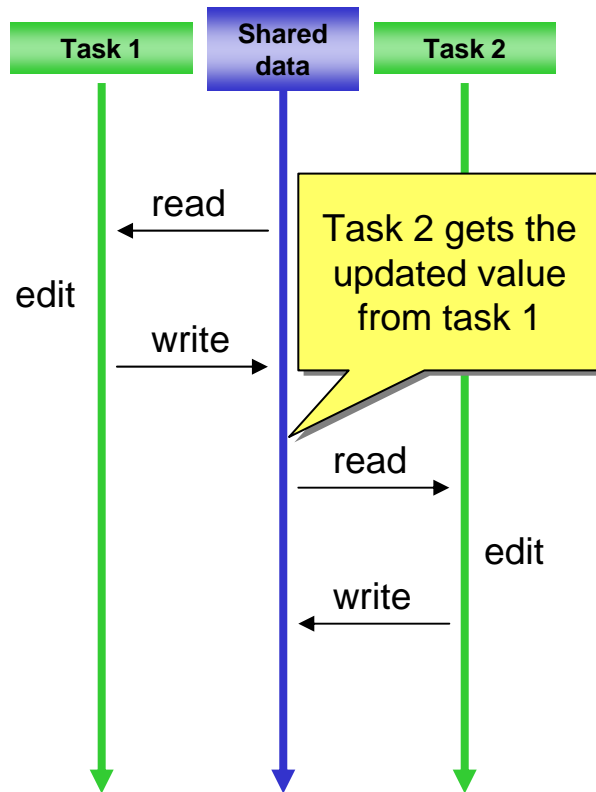 Task 1
Shared
data
Task 2
read
Task 2 gets the
updated value
from task 1
edit
write
read
edit
write